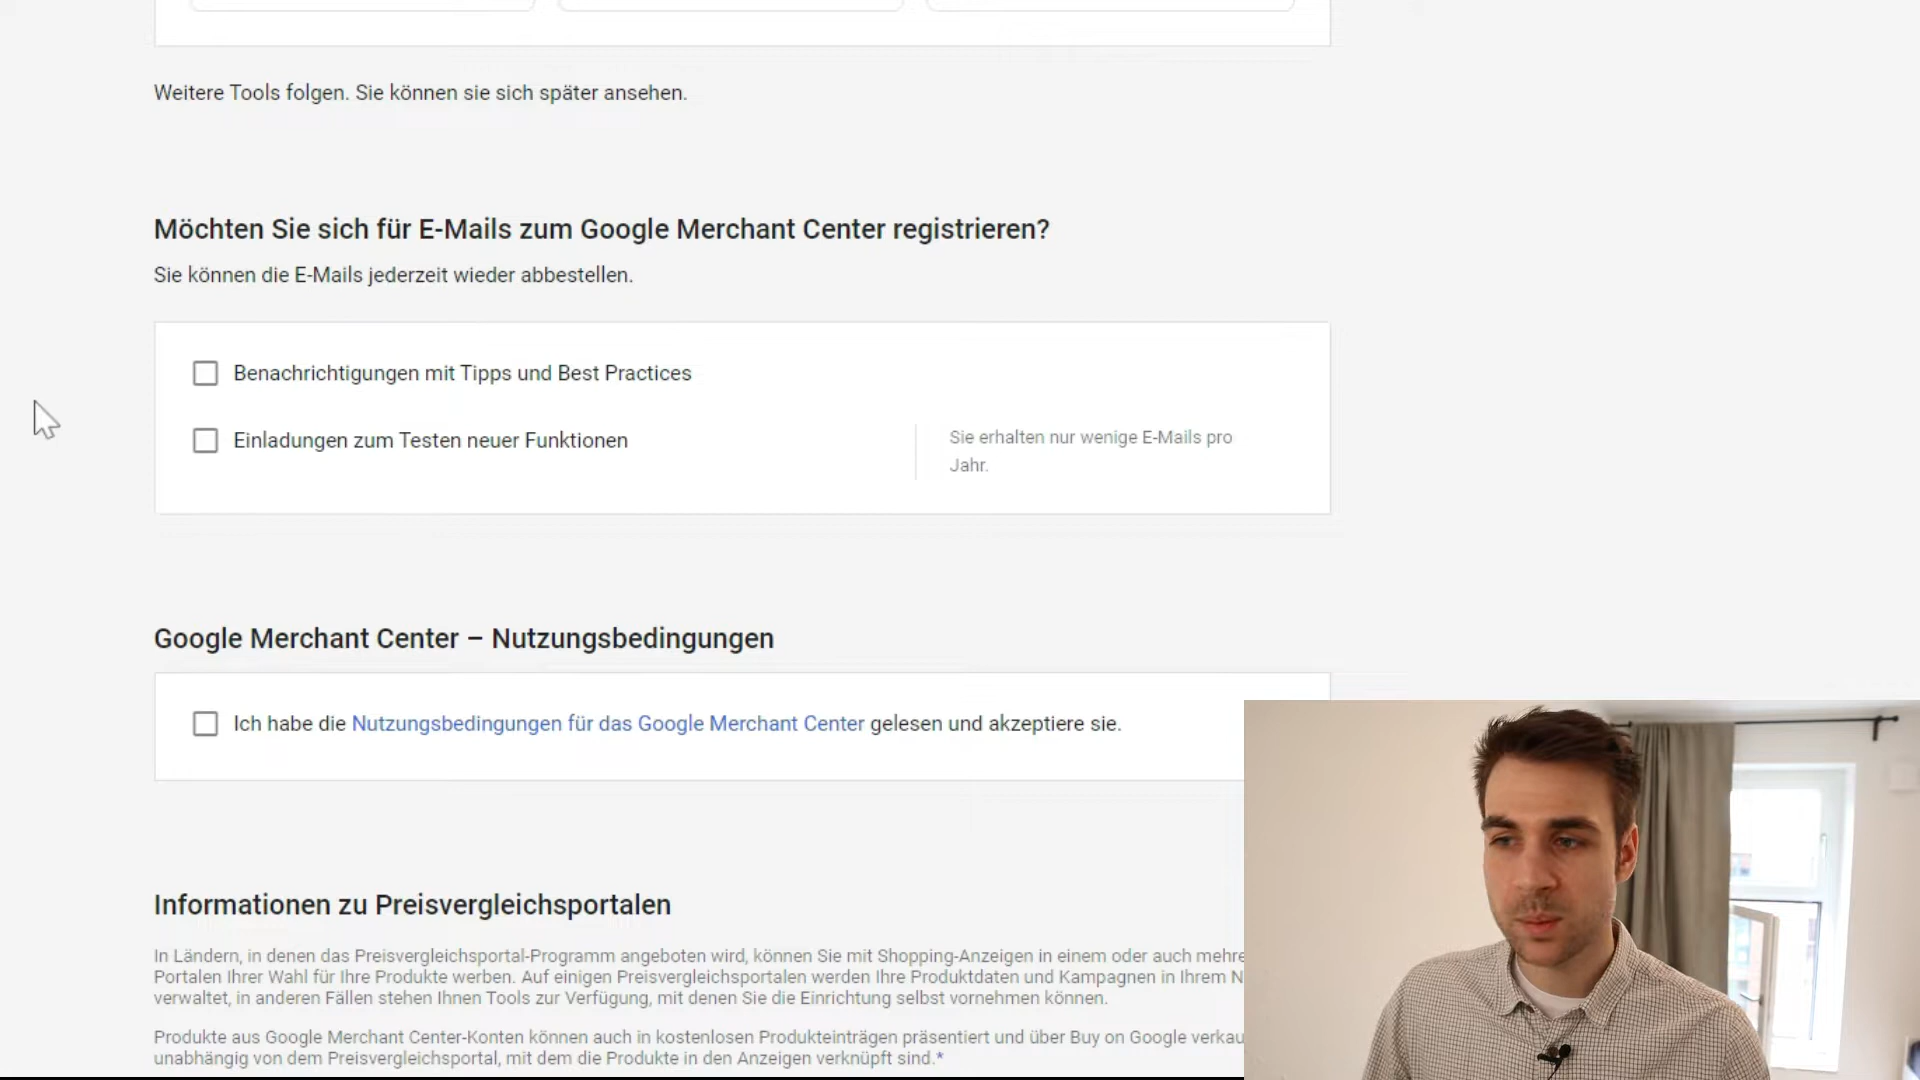 Weitere Tools folgen. Sie können sie sich später ansehen.
Möchten Sie sich für E-Mails zum Google Merchant Center registrieren?
Sie können die E-Mails jederzeit wieder abbestellen.
Benachrichtigungen mit Tipps und Best Practices
Einladungen zum Testen neuer Funktionen
Sie erhalten nur wenige E-Mails pro
Jahr.
Google Merchant Center – Nutzungsbedingungen
Ich habe die Nutzungsbedingungen für das Google Merchant Center gelesen und akzeptiere sie.
Informationen zu Preisvergleichsportalen
In Ländern, in denen das Preisvergleichsportal-Programm angeboten wird, können Sie mit Shopping-Anzeigen in einem oder auch mehre
Portalen Ihrer Wahl für Ihre Produkte werben. Auf einigen Preisvergleichsportalen werden Ihre Produktdaten und Kampagnen in Ihrem N
verwaltet, in anderen Fällen stehen Ihnen Tools zur Verfügung, mit denen Sie die Einrichtung selbst vornehmen können.
Produkte aus Google Merchant Center-Konten können auch in kostenlosen Produkteinträgen präsentiert und über Buy on Google verkau
unabhängig von dem Preisvergleichsportal, mit dem die Produkte in den Anzeigen verknüpft sind.*